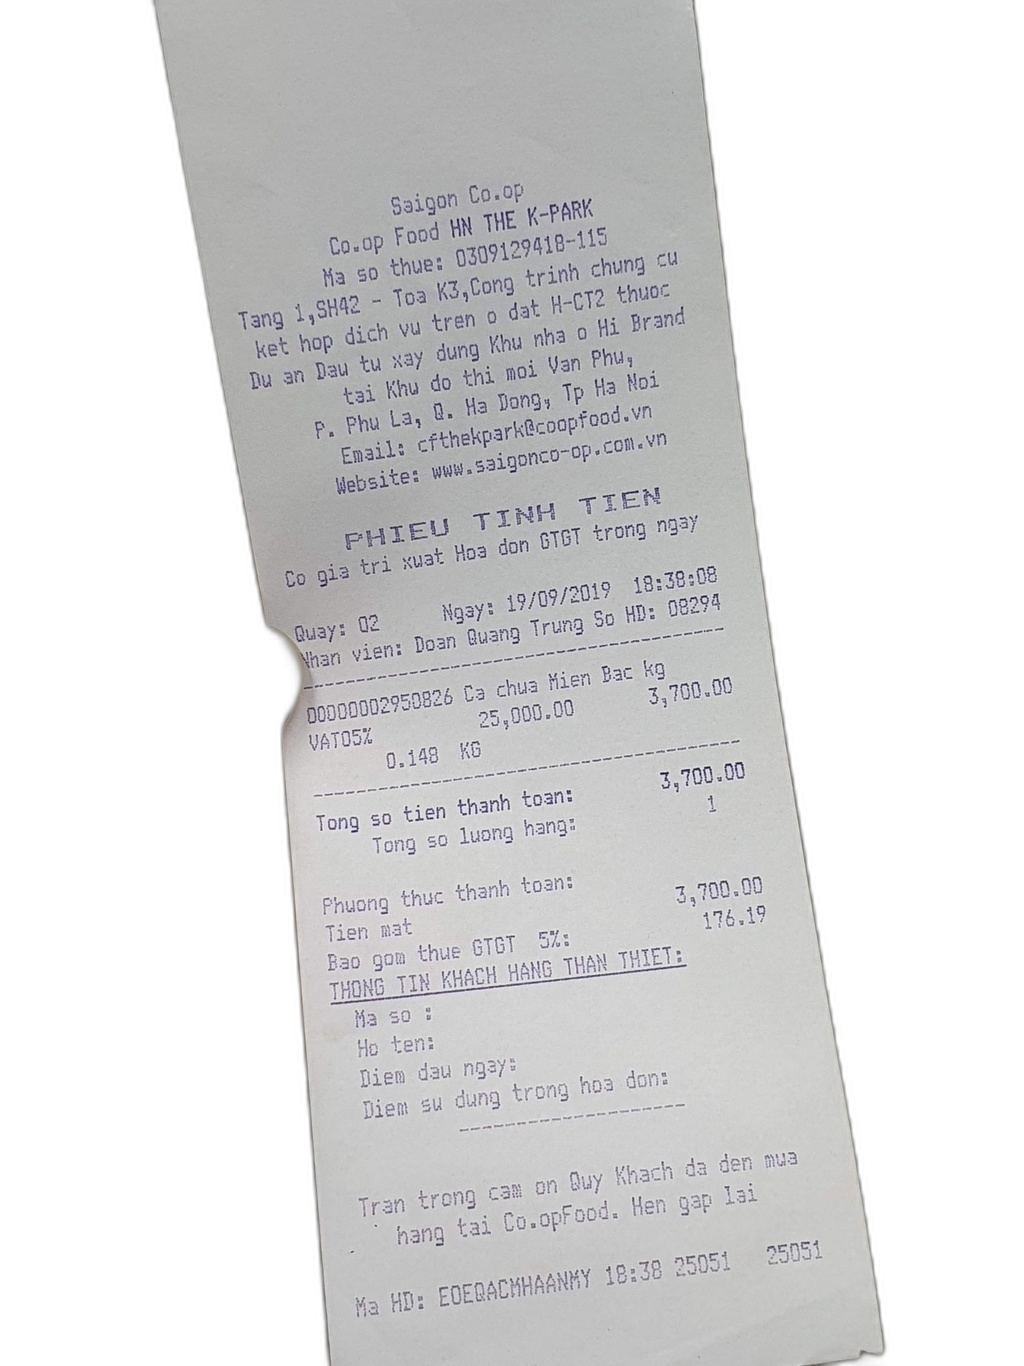 Saigon Co.op
Co.op Food HN THE K-PARK
Ma so thue: 0309129418-115
Tang 1,SH42 - Toa K3,Cong trinh chung cu
ket hop dich vu tren o dat H-CT2 thuoc
Du an Dau tu xay dung Khu nha o Hi Brand
tai Khu do thi moi Van Phu,
P. Phu La, Q. Ha Dong, Tp Ha Noi
Email: cfthekpark@coopfood.vn
Website: www.saigonco-op.com.vn
PHIEU TINH TIEN
Co gia tri xuat Hoa don GTGT trong ngay
Quay: 02 Ngay: 19/09/2019 18:38:08
Nhan vien: Doan Quang Trung So HD: 08294
00000002950826 Ca chua Mien Bac kg
VAT05% 25,000.00 3,700.00
0.148 KG
Tong so tien thanh toan: 3,700.00
Tong so luong hang: 1
Phuong thuc thanh toan:
Tien mat 3,700.00
Bao gom thue GTGT 5%: 176.19
THONG TIN KHACH HANG THAN THIET:
Ma so :
Ho ten:
Diem dau ngay:
Diem su dung trong hoa don:
Tran trong cam on Quy Khach da den mua
hang tai Co.opFood. Hen gap lai
Ma HD: EOEQACMHAANMY 18:38 25051 25051